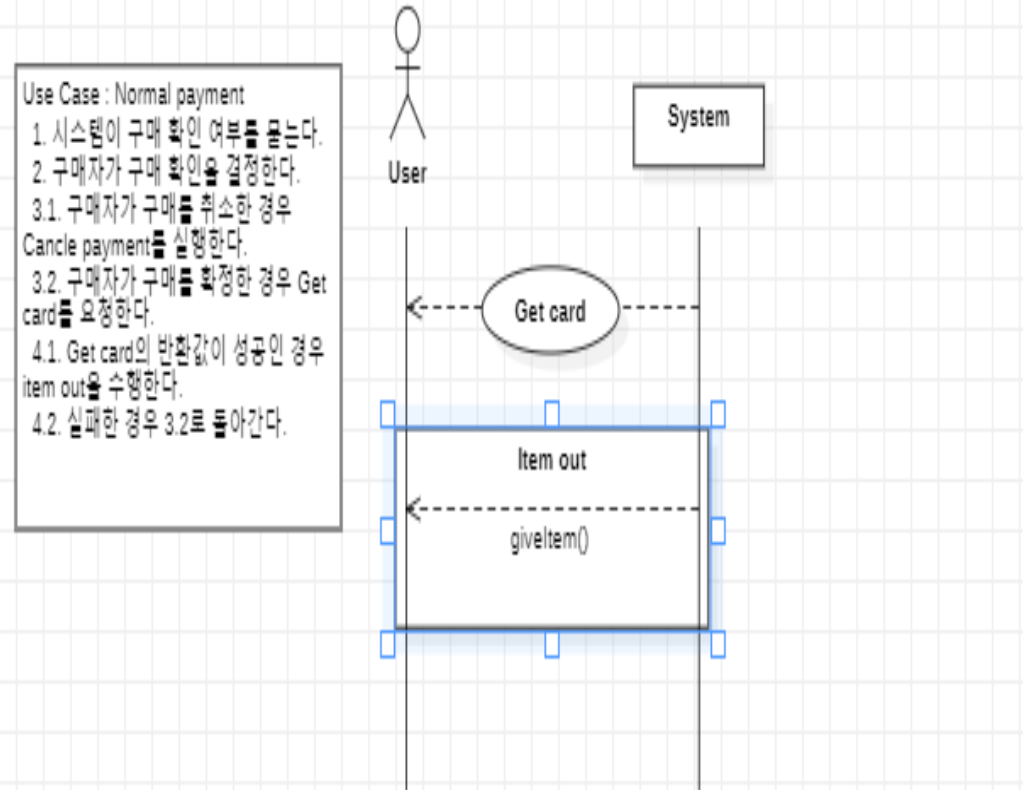 Use Case : Normal payment
1. 시스템이 구매 확인 여부를 묻는다.
2. 구매자가 구매 확인을 결정한다.
3.1. 구매자가 구매를 취소한 경우
Cancle payment를 실행한다.
3.2. 구매자가 구매를 확정한 경우 Get
card를 요청한다.
4.1. Get card의 반환값이 성공인 경우
item out을 수행한다.
4.2. 실패한 경우 3.2로 돌아간다.
User
System
Get card
Item out
giveItem()